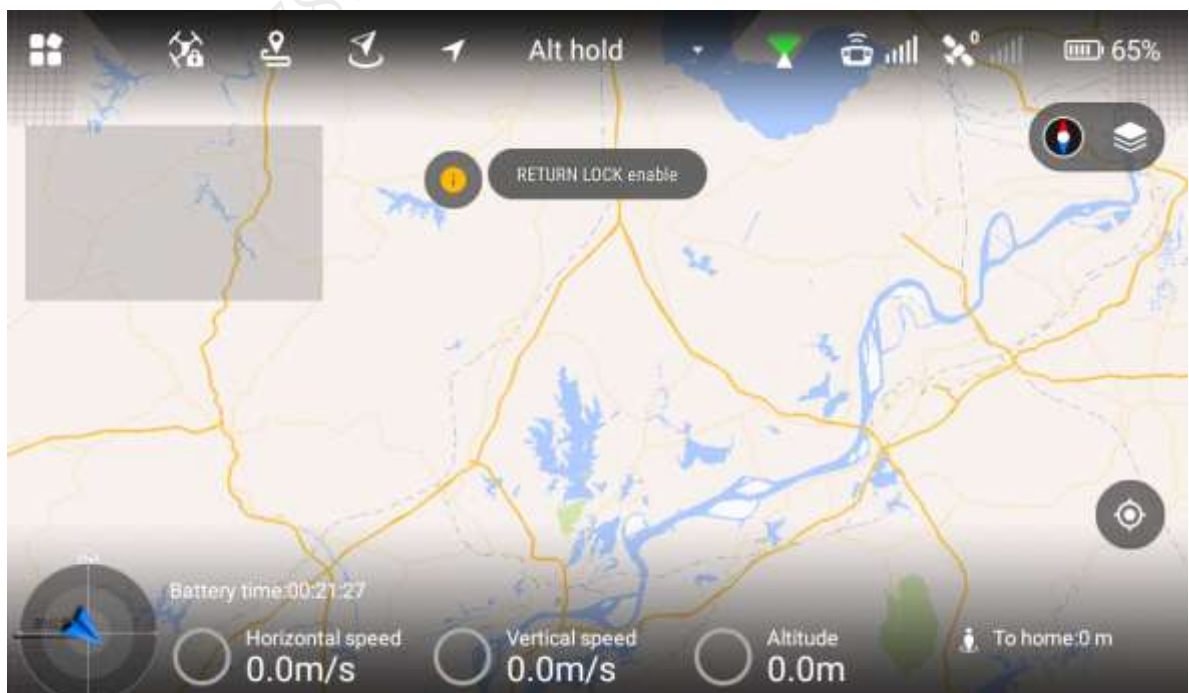 Alt hold
0
65%
RETURN LOCK enable
Battery time:00:21:27
Horizontal speed
0.0m/s
Vertical speed
0.0m/s
Altitude
0.0m
To home:0 m